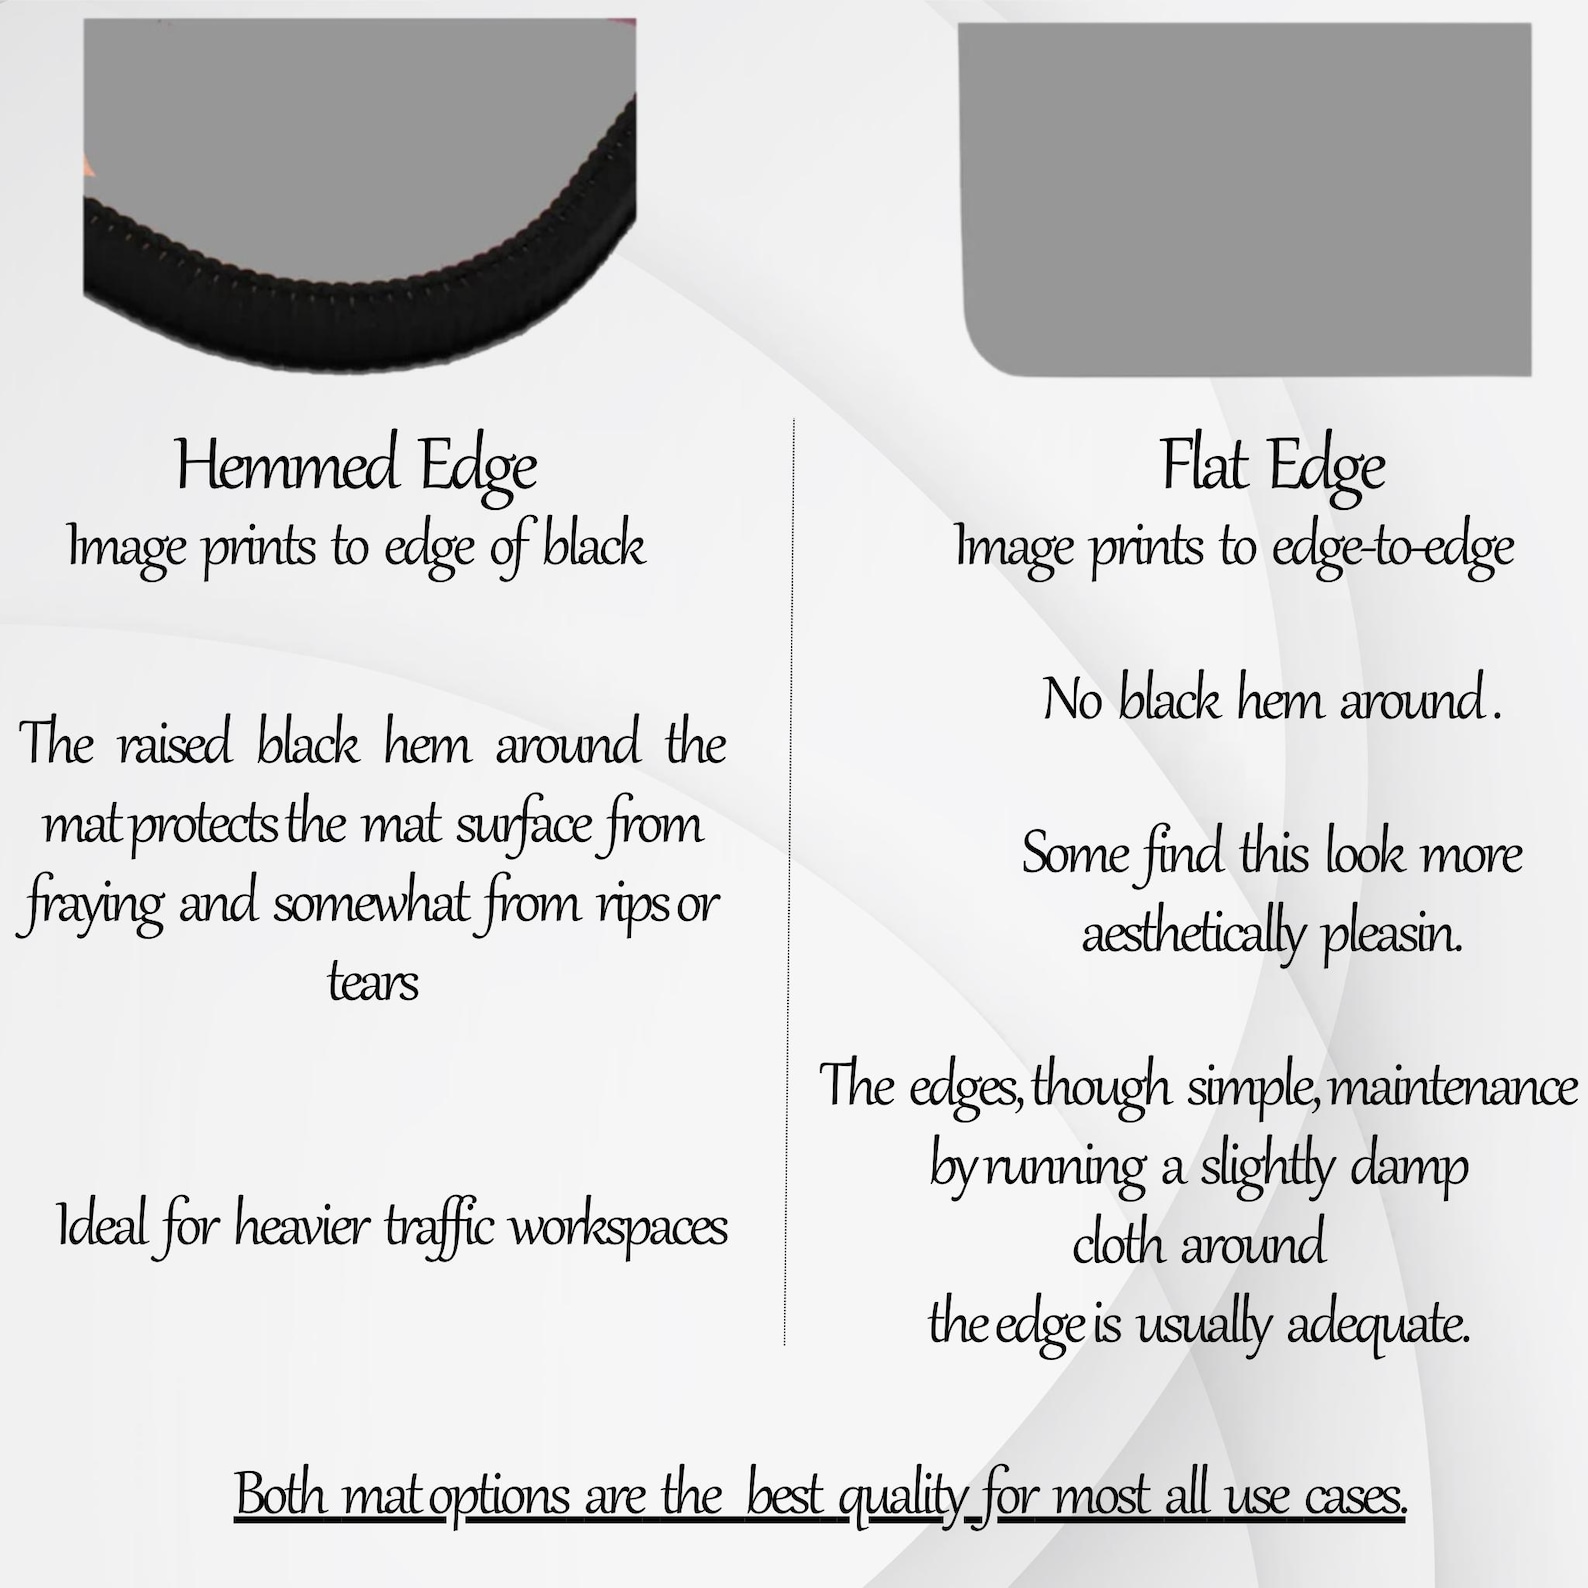 Hemmed Edge
Image prints to edge of black
The raised black hem around the
mat protects the mat surface from
fraying and somewhat from rips or
tears
Ideal for heavier traffic workspaces
Flat Edge
Image prints to edge-to-edge
No black hem around.
Some find this look more
aesthetically pleasin.
The edges, though simple, maintenance
by running a slightly damp
cloth around
the edge is usually adequate.
Both mat options are the best quality for most all use cases.